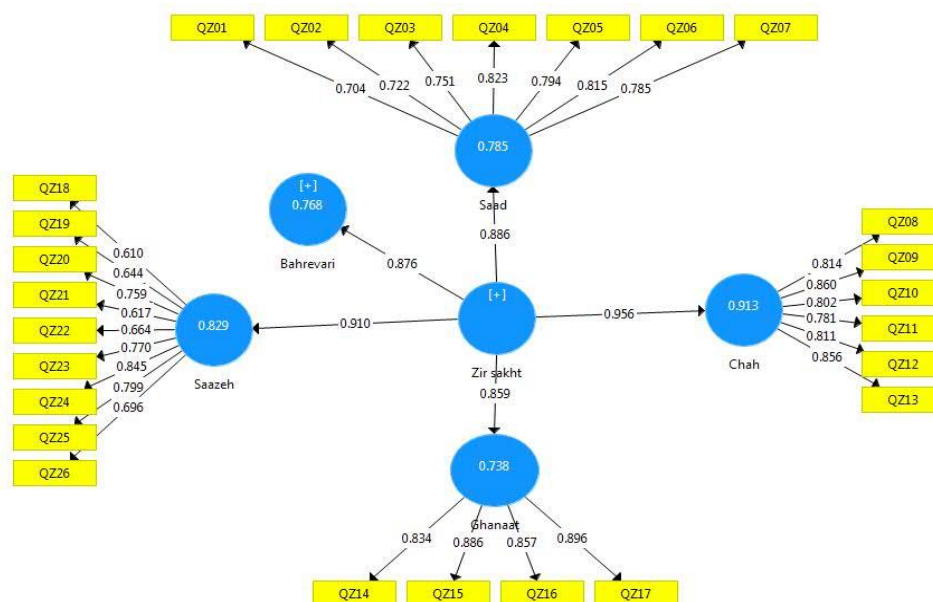 QZ01 QZ02 QZ03 QZ04 QZ05 QZ06 QZ07
0.704 0.722 0.751 0.823 0.794 0.815 0.785
0.785
Saad
[+]
0.768
Bahrevari
0.886
0.876
QZ18
QZ19
QZ20
QZ21
QZ22
QZ23
QZ24
QZ25
QZ26
0.610
0.644
0.759
0.617
0.664
0.770
0.845
0.799
0.696
0.829
Saazeh
0.910
[+]
Zir sakht
0.956
0.913
Chah
0.814
0.860
0.802
0.781
0.811
0.856
QZ08
QZ09
QZ10
QZ11
QZ12
QZ13
0.859
0.738
Ghanaat
0.834 0.886 0.857 0.896
QZ14 QZ15 QZ16 QZ17